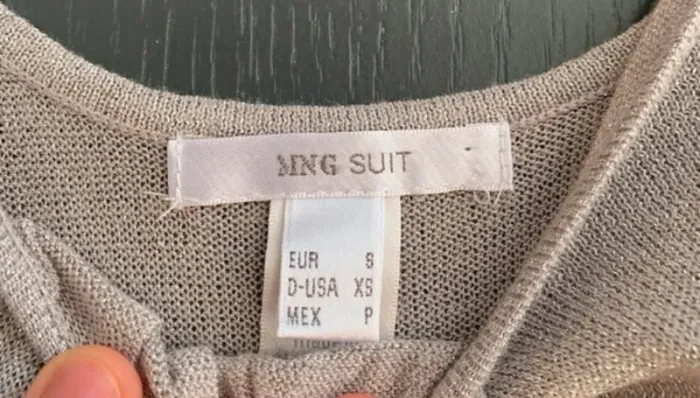 MNG SUIT
EUR S
D-USA XS
MEX P